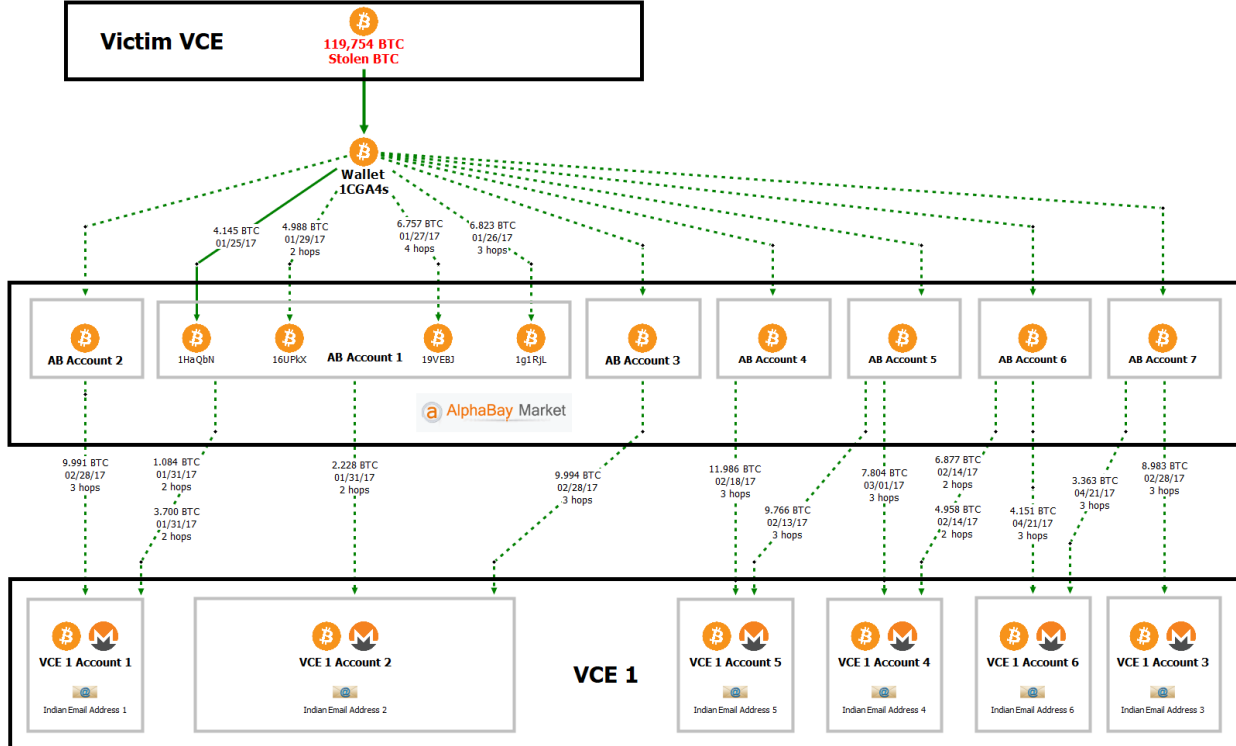 Victim VCE
119,754 BTC
Stolen BTC
Wallet
1CGA4s
4.145 BTC
01/25/17
4.988 BTC
01/29/17
2 hops
6.757 BTC
01/27/17
4 hops
6.823 BTC
01/26/17
3 hops
AB Account 2
1HaQbN
16UPkX
AB Account 1
19VEBJ
1g1RjL
AB Account 3
AB Account 4
AB Account 5
AB Account 6
AB Account 7
a AlphaBay Market
9.991 BTC
02/28/17
3 hops
1.084 BTC
01/31/17
2 hops
3.700 BTC
01/31/17
2 hops
2.228 BTC
01/31/17
2 hops
9.994 BTC
02/28/17
3 hops
11.986 BTC
02/18/17
3 hops
9.766 BTC
02/13/17
3 hops
7.804 BTC
03/01/17
3 hops
6.877 BTC
02/14/17
2 hops
4.958 BTC
02/14/17
2 hops
4.151 BTC
04/21/17
3 hops
3.363 BTC
04/21/17
3 hops
8.983 BTC
02/28/17
3 hops
VCE 1 Account 1
Indian Email Address 1
VCE 1 Account 2
Indian Email Address 2
VCE 1
VCE 1 Account 5
Indian Email Address 5
VCE 1 Account 4
Indian Email Address 4
VCE 1 Account 6
Indian Email Address 6
VCE 1 Account 3
Indian Email Address 3